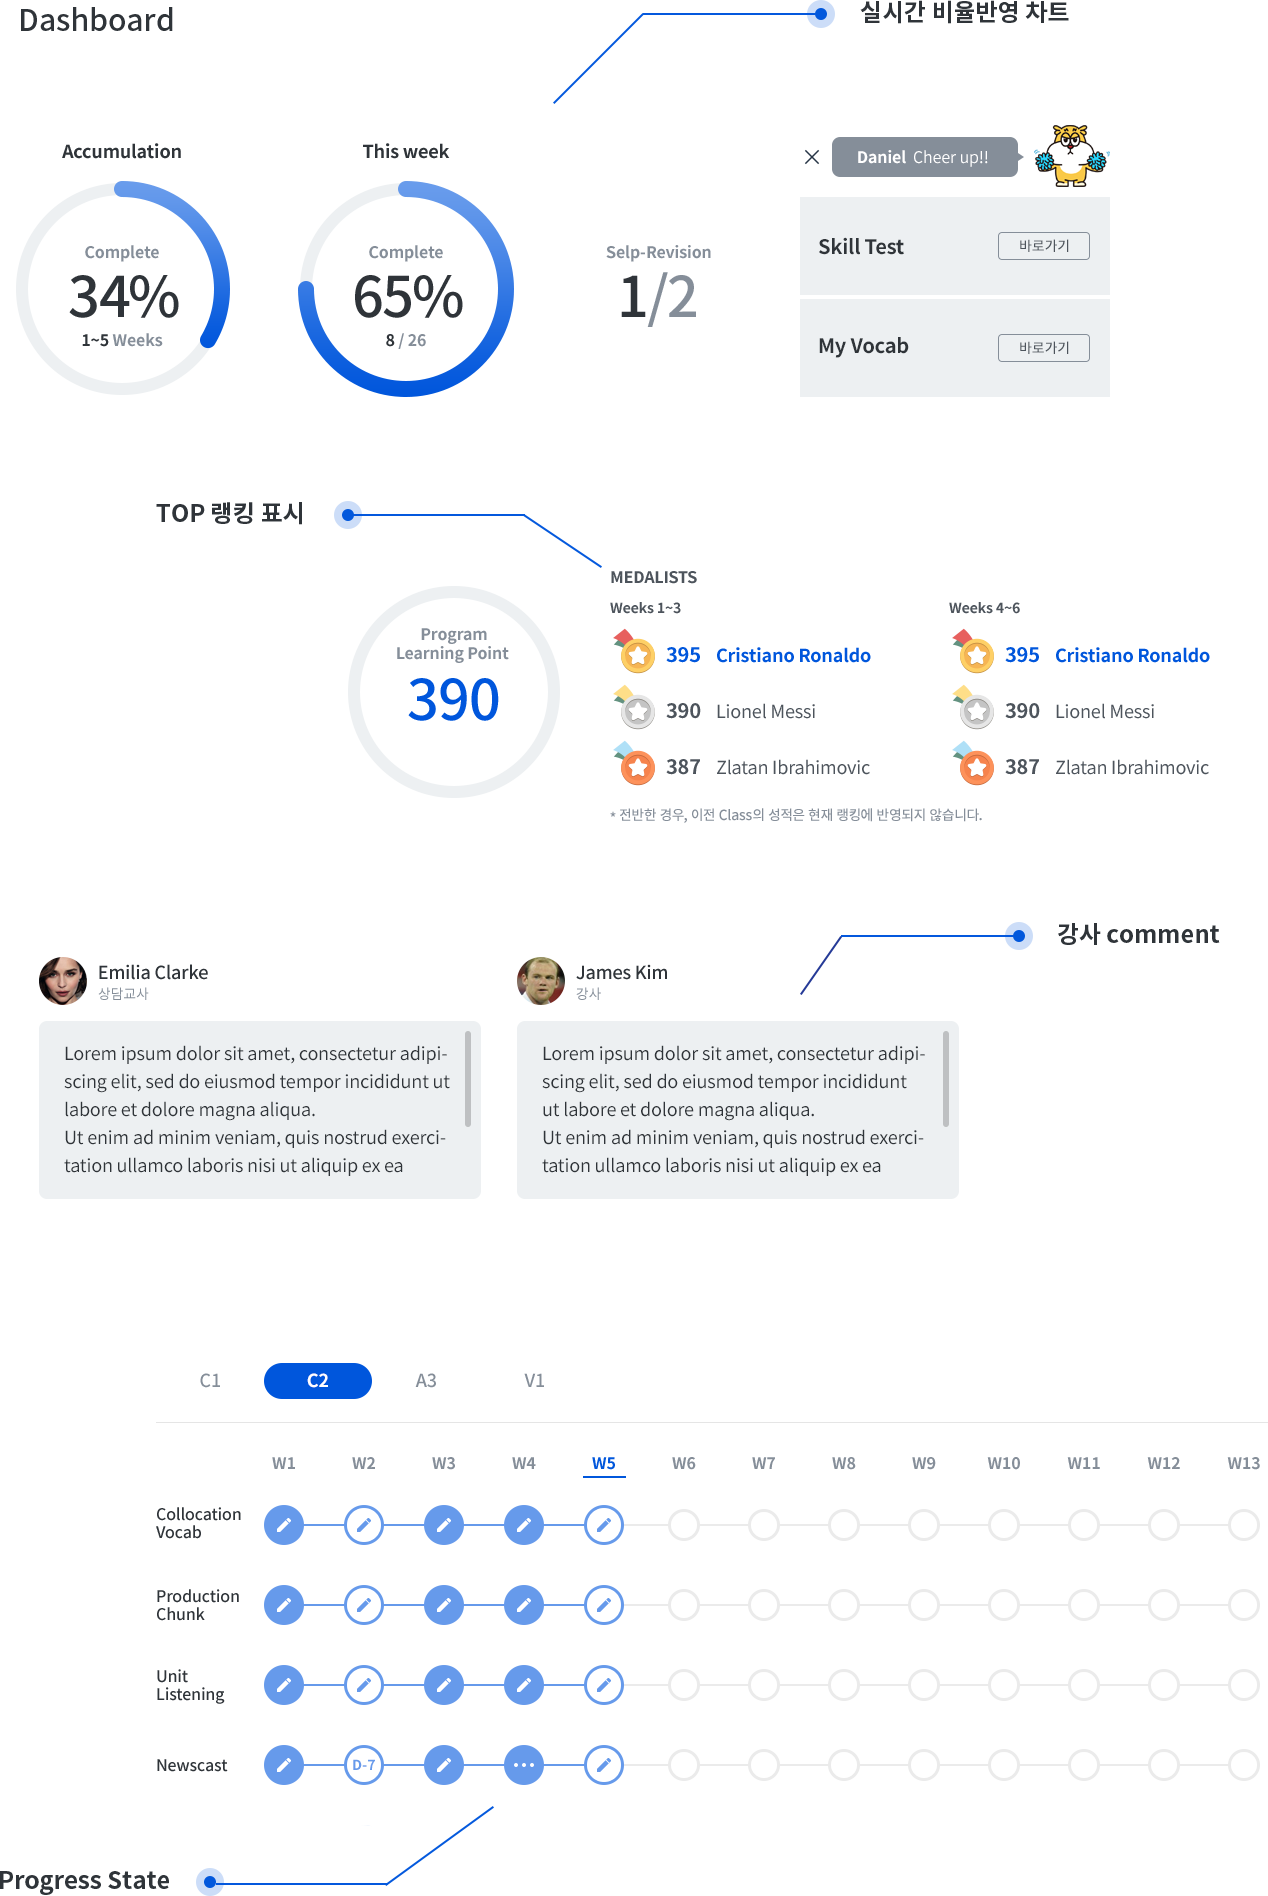 Dashboard
실시간 비율반영 차트
Accumulation
This week
Daniel Cheer up!!
Complete
34%
1~5 Weeks
Complete
65%
8 / 26
Selp-Revision
1/2
Skill Test
바로가기
My Vocab
바로가기
TOP 랭킹 표시
Program
Learning Point
390
MEDALISTS
Weeks 1~3
395 Cristiano Ronaldo
390 Lionel Messi
387 Zlatan Ibrahimovic
Weeks 4~6
395 Cristiano Ronaldo
390 Lionel Messi
387 Zlatan Ibrahimovic
* 전반한 경우, 이전 Class의 성적은 현재 랭킹에 반영되지 않습니다.
강사 comment
Emilia Clarke
상담교사
Lorem ipsum dolor sit amet, consectetur adipi-
scing elit, sed do eiusmod tempor incididunt ut
labore et dolore magna aliqua.
Ut enim ad minim veniam, quis nostrud exerci-
tation ullamco laboris nisi ut aliquip ex ea
James Kim
강사
Lorem ipsum dolor sit amet, consectetur adipi-
scing elit, sed do eiusmod tempor incididunt
ut labore et dolore magna aliqua.
Ut enim ad minim veniam, quis nostrud exerci-
tation ullamco laboris nisi ut aliquip ex ea
C1 C2 A3 V1
W1 W2 W3 W4 W5 W6 W7 W8 W9 W10 W11 W12 W13
Collocation
Vocab
Production
Chunk
Unit
Listening
Newscast
D-7
Progress State